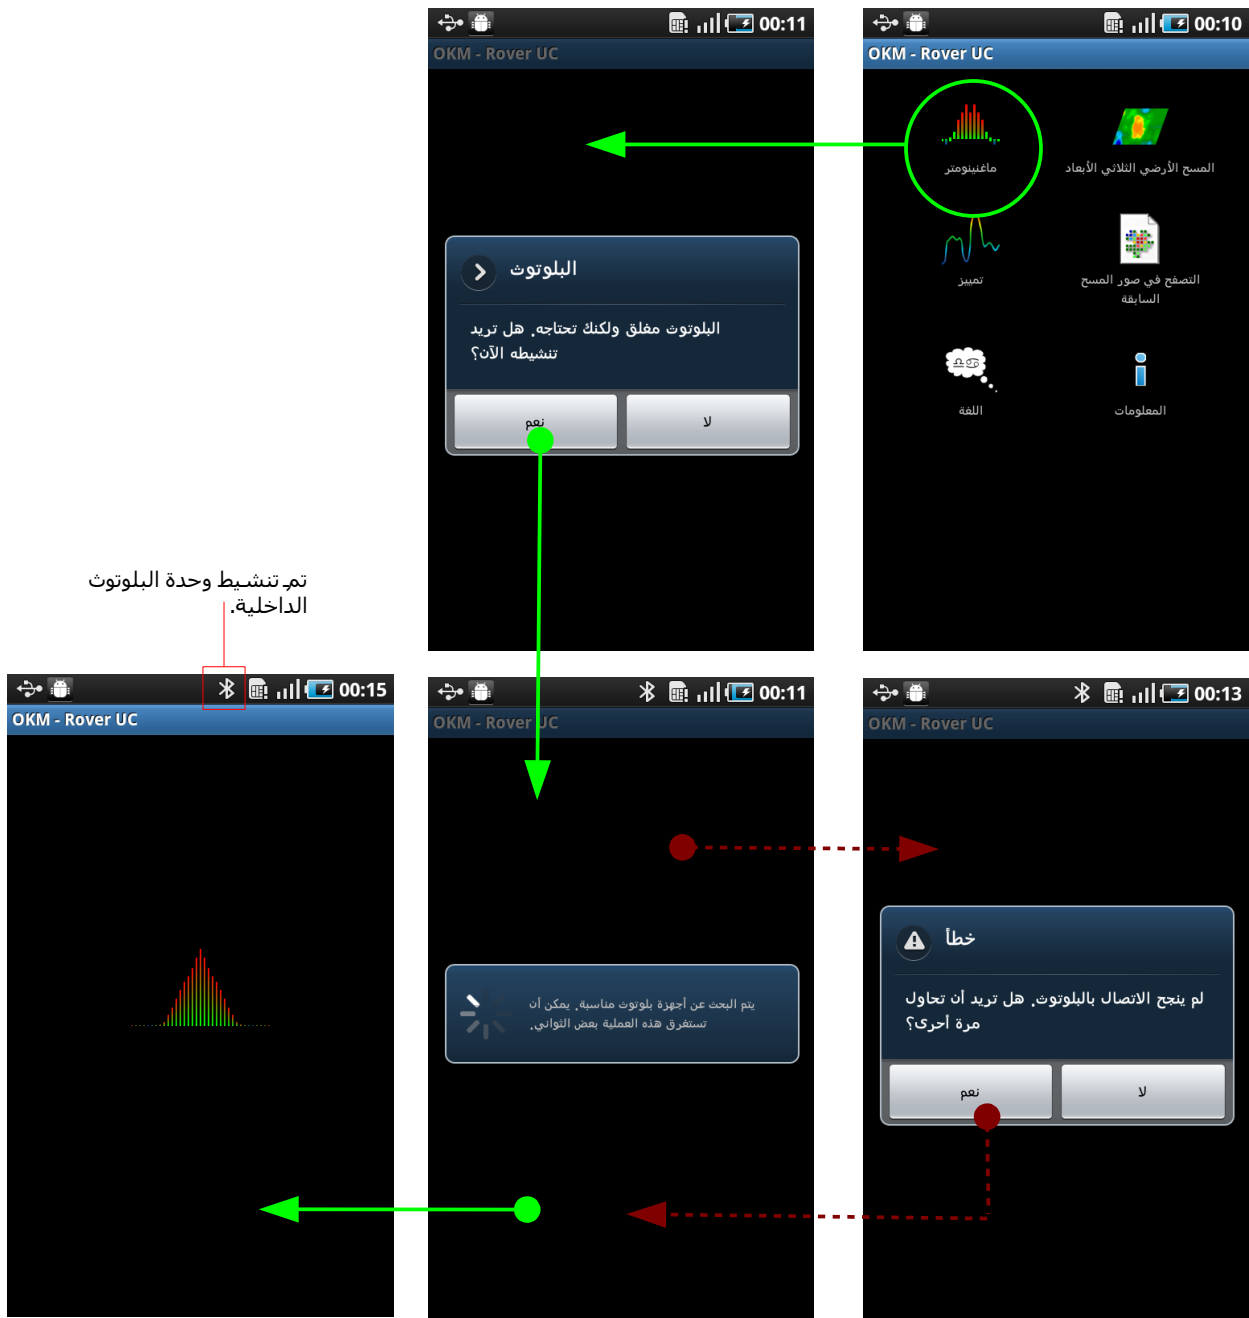 00:10
OKM - Rover UC
المسح الأرضي الثلاثي الأبعاد
ماغنينومتر
التصفح في صور المسح
السابقة
تمييز
المعلومات
اللغة
00:11
OKM - Rover UC
البلوتوث
البلوتوث مغلق ولكنك تحتاجه. هل تريد
تنشيطه الآن؟
لا
نعم
00:13
OKM - Rover UC
خطأ
لم ينجح الاتصال بالبلوتوث. هل تريد أن تحاول
مرة أحرى؟
لا
نعم
00:11
OKM - Rover UC
يتم البحث عن أجهزة بلوتوث مناسبة. يمكن أن
تستغرق هذه العملية بعض الثواني.
تم تنشيط وحدة البلوتوث
الداخلية.
00:15
OKM - Rover UC